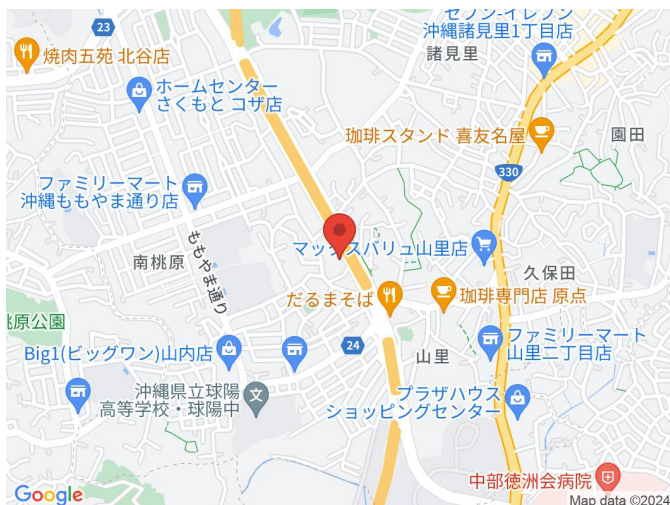 セブン-イレブン
沖縄諸見里1丁目店
23
諸見里
焼肉五苑 北谷店
ホームセンター
さくもと コザ店
珈琲スタンド 喜友名屋
園田
330
ファミリーマート
沖縄ももやま通り店
マックスバリュ山里店
南桃原
ももやま通り
久保田
だるまそば
珈琲専門店 原点
原公園
24
Big1(ビッグワン)山内店
山里
ファミリーマート
山里二丁目店
沖縄県立球陽
高等学校・球陽中
プラザハウス
ショッピングセンター
中部徳洲会病院
Google
Map data ©2024